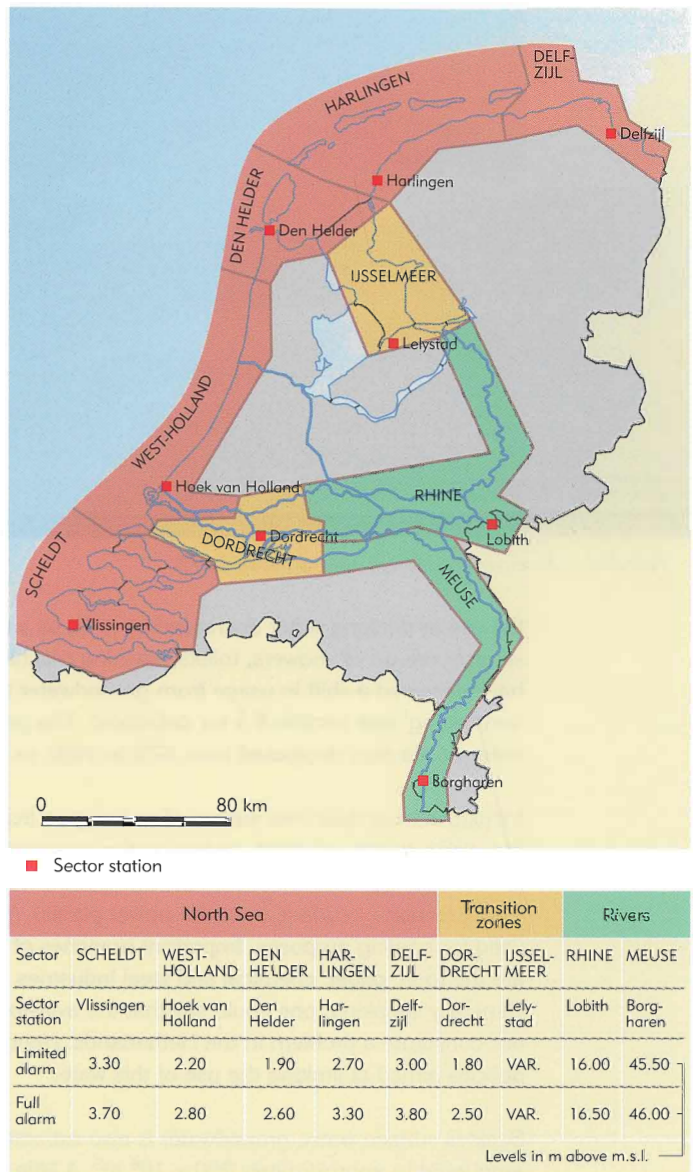 DELF-
ZIJL
HARLINGEN
Delfzijl
Harlingen
DEN HELDER
Den Helder
IJSSELMEER
Lelystad
WEST-HOLLAND
Hoek van Holland
RHINE
Dordrecht
DORDRECHT
Lobith
SCHELDT
MEUSE
Vlissingen
Borgharen
0 80 km
Sector station
North Sea Transition zones Rivers
Sector SCHELDT WEST-HOLLAND DEN HELDER HAR-LINGEN DELF-ZIJL DOR-DRECHT IJSSEL-MEER RHINE MEUSE
Sector station Vlissingen Hoek van Holland Den Helder Har-lingen Delf-zijl Dor-drecht Lely-stad Lobith Borg-haren
Limited alarm 3.30 2.20 1.90 2.70 3.00 1.80 VAR. 16.00 45.50
Full alarm 3.70 2.80 2.60 3.30 3.80 2.50 VAR. 16.50 46.00
Levels in m above m.s.l.